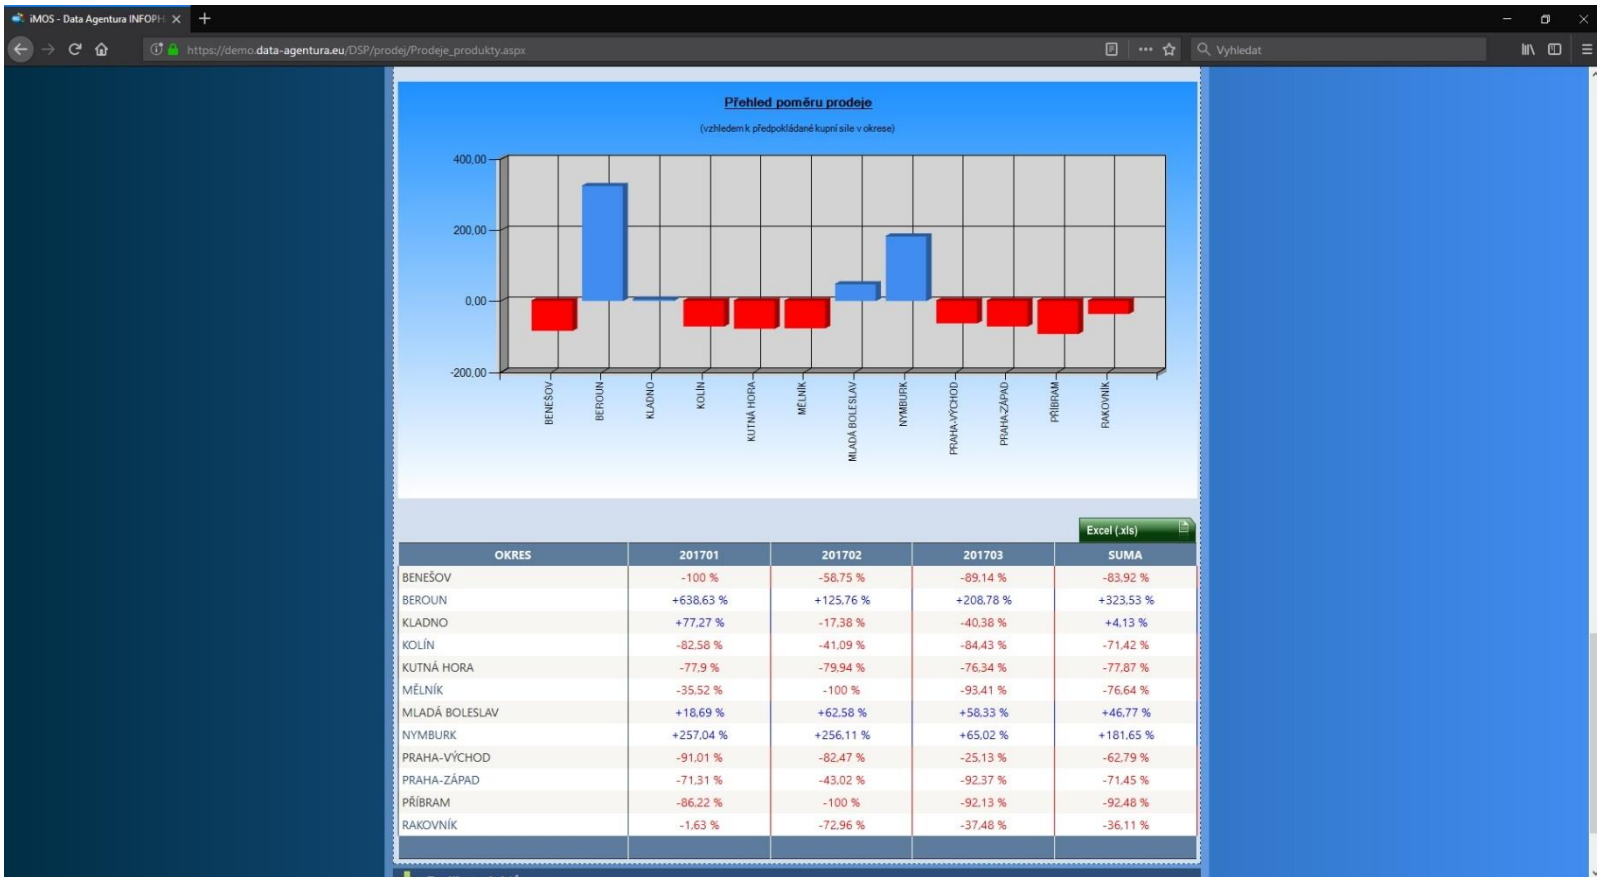 iMOS - Data Agentura INFOPH
https://demo.data-agentura.eu/DSP/prodej/Prodeje_produkty.aspx
Vyhledat
Přehled poměru prodeje
(vzhledem k předpokládané kupní síle v okrese)
400,00
200,00
0,00
-200,00
BENEŠOV
BEROUN
KLADNO
KOLÍN
KUTNÁ HORA
MĚLNÍK
MLADÁ BOLESLAV
NYMBURK
PRAHA-VÝCHOD
PRAHA-ZÁPAD
PŘÍBRAM
RAKOVNÍK
Excel (.xls)
OKRES 201701 201702 201703 SUMA
BENEŠOV -100 % -58,75 % -89,14 % -83,92 %
BEROUN +638,63 % +125,76 % +208,78 % +323,53 %
KLADNO +77,27 % -17,38 % -40,38 % +4,13 %
KOLÍN -82,58 % -41,09 % -84,43 % -71,42 %
KUTNÁ HORA -77,9 % -79,94 % -76,34 % -77,87 %
MĚLNÍK -35,52 % -100 % -93,41 % -76,64 %
MLADÁ BOLESLAV +18,69 % +62,58 % +58,33 % +46,77 %
NYMBURK +257,04 % +256,11 % +65,02 % +181,65 %
PRAHA-VÝCHOD -91,01 % -82,47 % -25,13 % -62,79 %
PRAHA-ZÁPAD -71,31 % -43,02 % -92,37 % -71,45 %
PŘÍBRAM -86,22 % -100 % -92,13 % -92,48 %
RAKOVNÍK -1,63 % -72,96 % -37,48 % -36,11 %